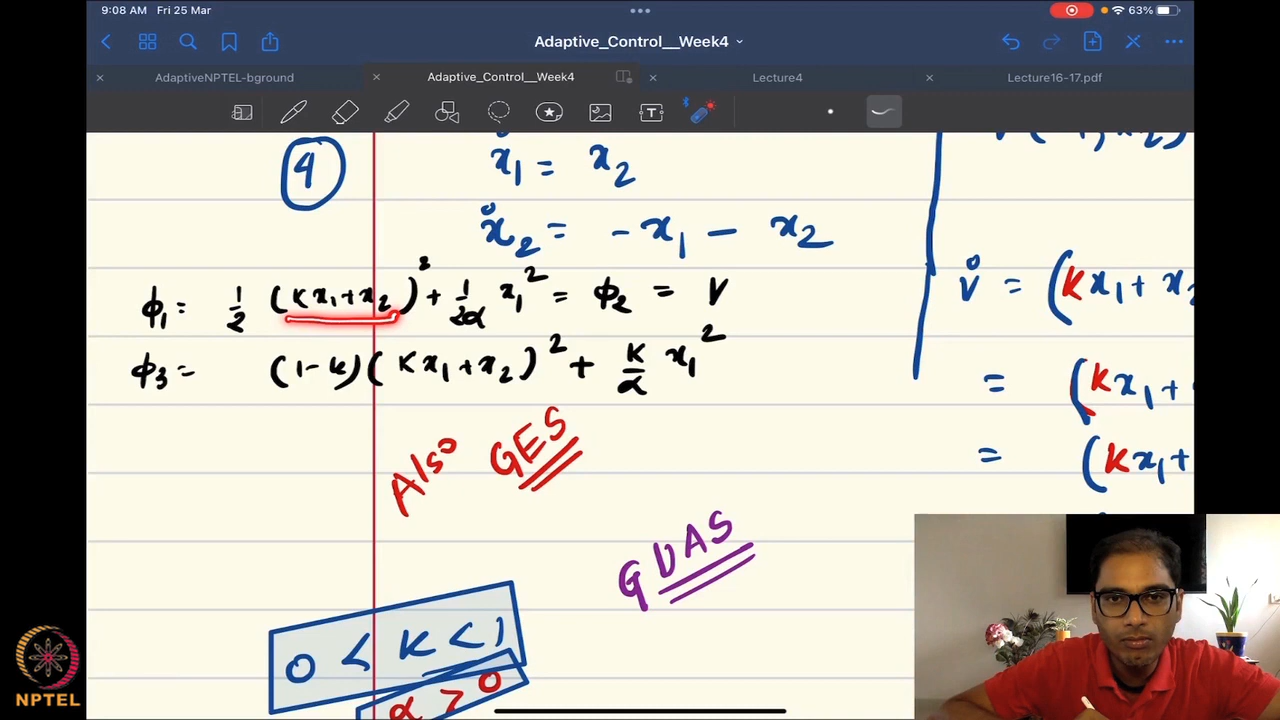 9:08 AM Fri 25 Mar
63%
Adaptive_Control__Week4
AdaptiveNPTEL-bground
Adaptive_Control__Week4
Lecture4
Lecture16-17.pdf
4
ẋ₁ = x₂
ẋ₂ = -x₁ - x₂
ϕ₁ = 1/2 (Kx₁+x₂)² + 1/2α x₁² = ϕ₂ = V
ϕ₃ = (1-k)(Kx₁+x₂)² + K/α x₁²
V̇ = (Kx₁+x₂
= (Kx₁+
= (Kx₁+
Also GES
GUAS
0 < K < 1
α > 0
NPTEL